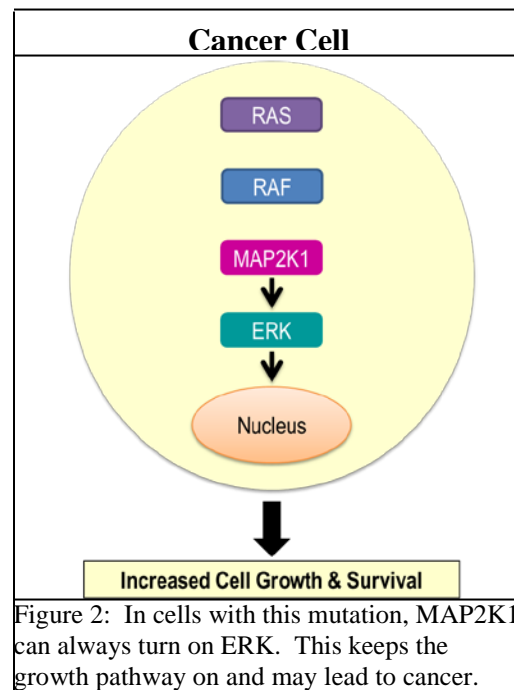 Cancer Cell
RAS
RAF
MAP2K1
ERK
Nucleus
Increased Cell Growth & Survival
Figure 2: In cells with this mutation, MAP2K1
can always turn on ERK. This keeps the
growth pathway on and may lead to cancer.